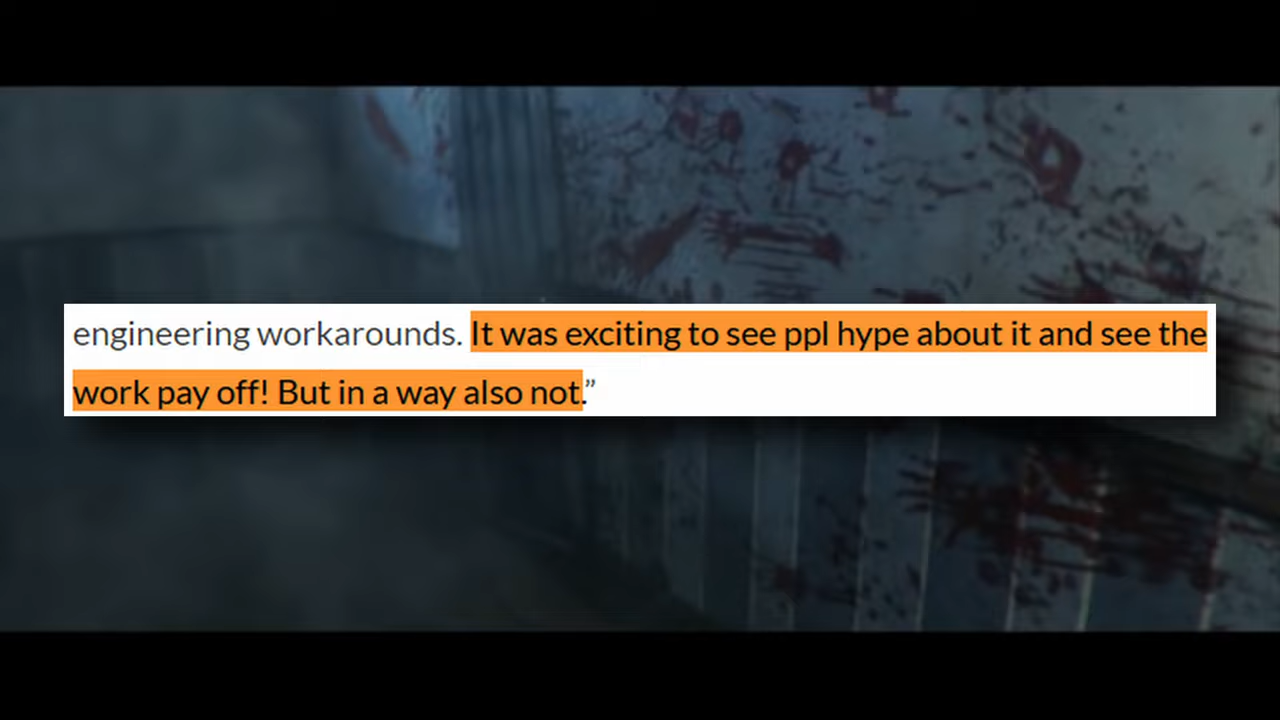 engineering workarounds. It was exciting to see ppl hype about it and see the
work pay off! But in a way also not.”